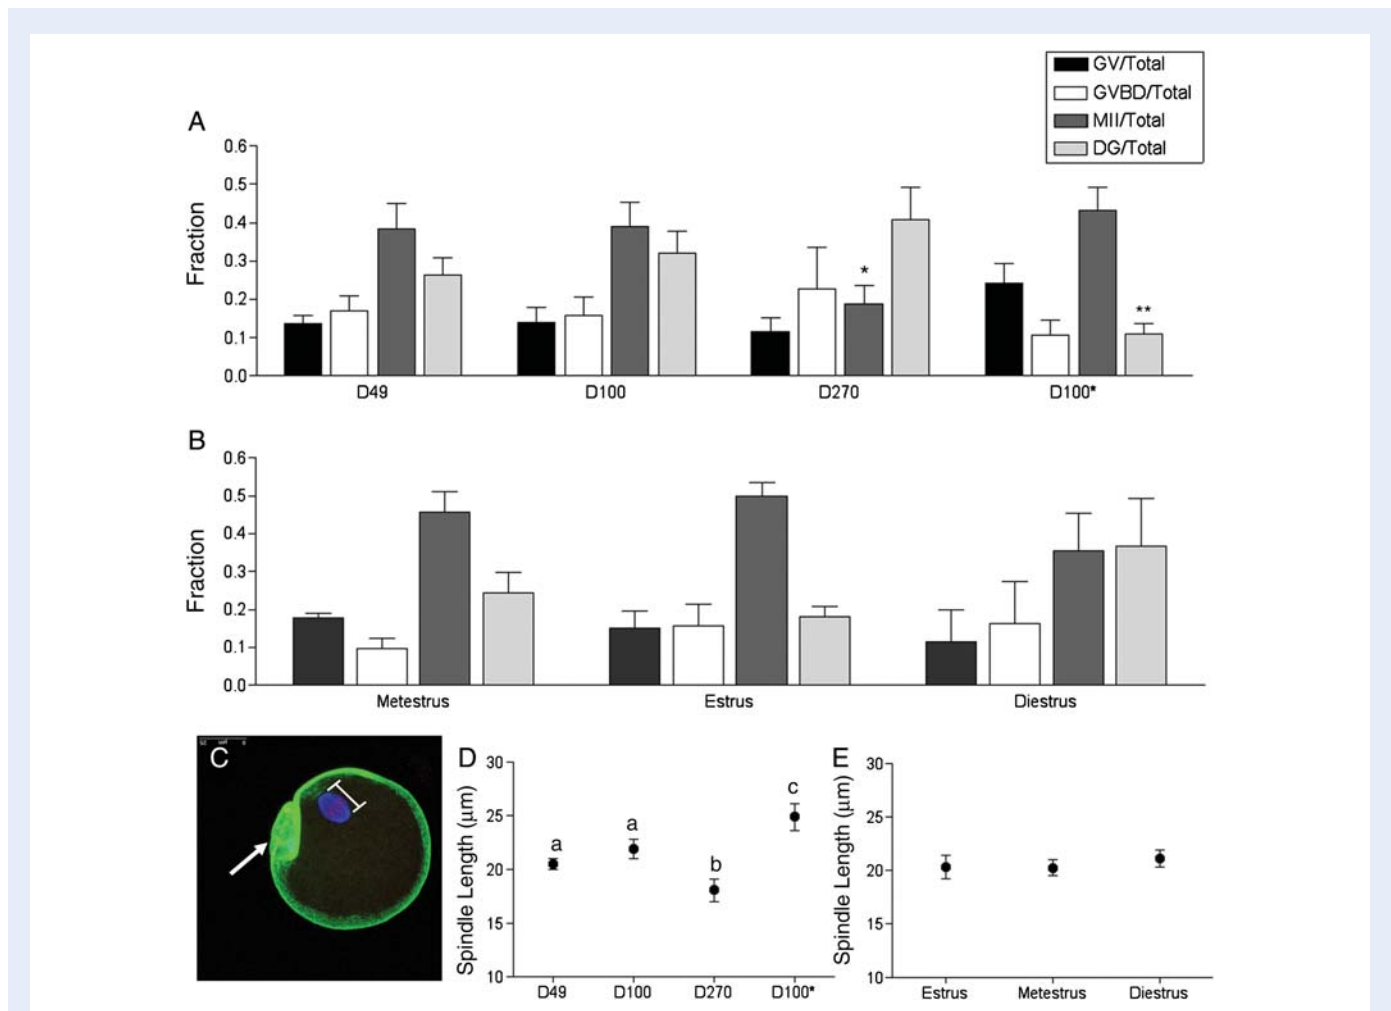 GV/Total
GVBD/Total
MII/Total
DG/Total
A
0.6
0.5
0.4
0.3
0.2
0.1
0.0
Fraction
*
**
D49 D100 D270 D100*
B
0.6
0.5
0.4
0.3
0.2
0.1
0.0
Fraction
Metestrus Estrus Diestrus
C
D
30
25
20
15
10
Spindle Length (μm)
a
a
b
c
D49 D100 D270 D100*
E
30
25
20
15
10
Spindle Length (μm)
Estrus Metestrus Diestrus